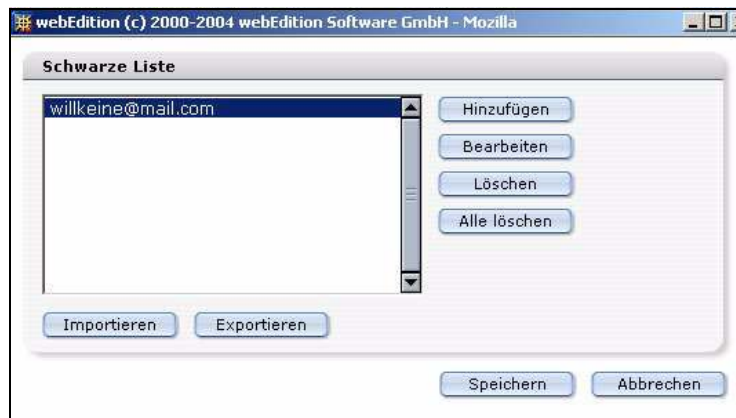 webEdition (c) 2000-2004 webEdition Software GmbH - Mozilla
Schwarze Liste
willkeine@mail.com
Hinzufügen
Bearbeiten
Löschen
Alle löschen
Importieren Exportieren
Speichern Abbrechen